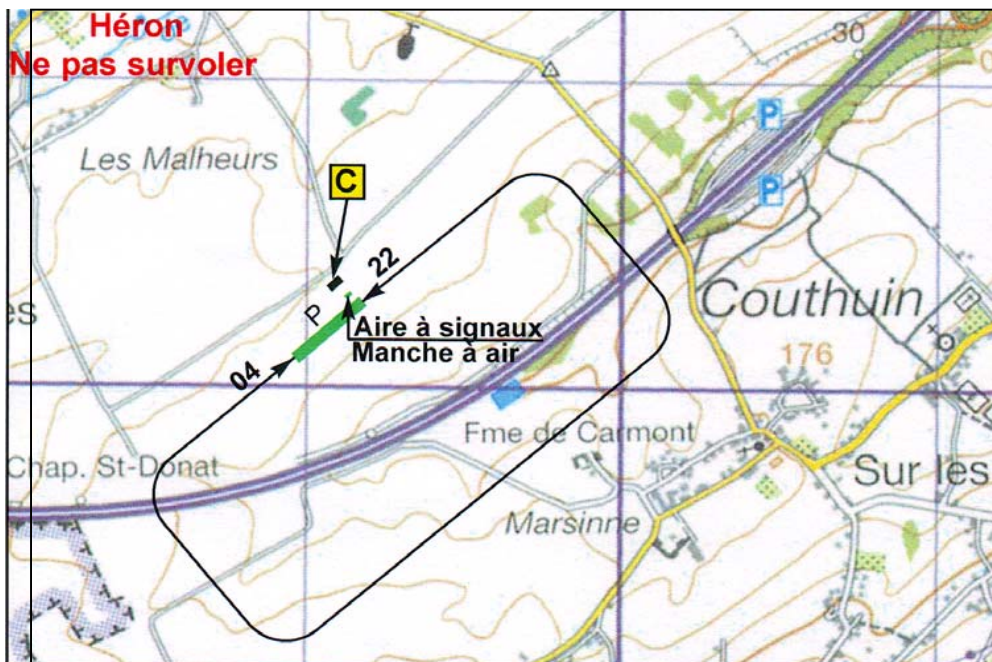 Héron
Ne pas survoler
30
P
Les Malheurs
C
P
22
Couthuin
P
Aire à signaux
Manche à air
04
176
Fme de Carmont
Chap. St-Donat
Sur les
Marsinne